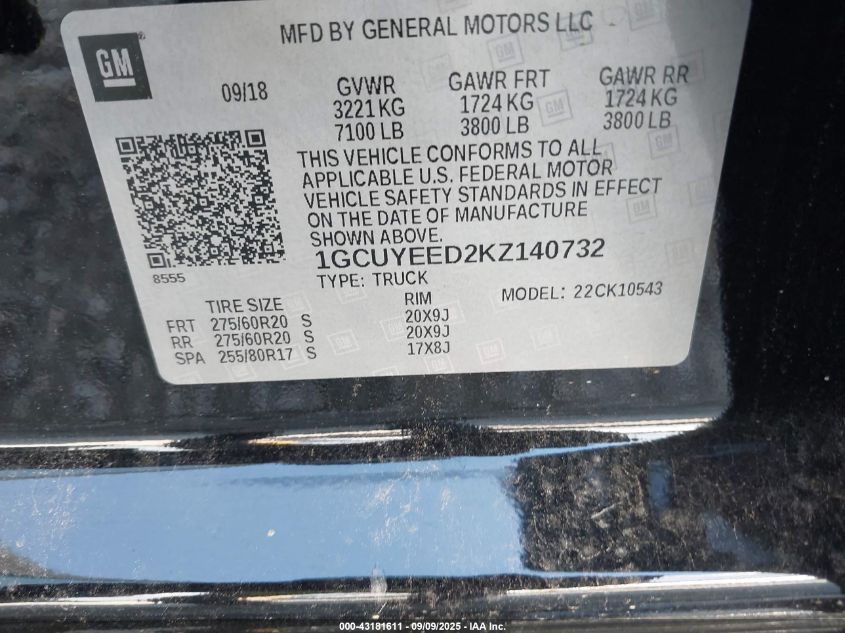 GM
MFD BY GENERAL MOTORS LLC
09/18
GVWR GAWR FRT GAWR RR
3221 KG 1724 KG 1724 KG
7100 LB 3800 LB 3800 LB
THIS VEHICLE CONFORMS TO ALL
APPLICABLE U.S. FEDERAL MOTOR
VEHICLE SAFETY STANDARDS IN EFFECT
ON THE DATE OF MANUFACTURE
SHOWN ABOVE.
8555
1GCUYEED2KZ140732
TYPE: TRUCK
MODEL: 22CK10543
TIRE SIZE RIM
FRT 275/60R20 S 20X9J
RR 275/60R20 S 20X9J
SPA 255/80R17 S 17X8J
000-43181611 - 09/09/2025 - IAA Inc.